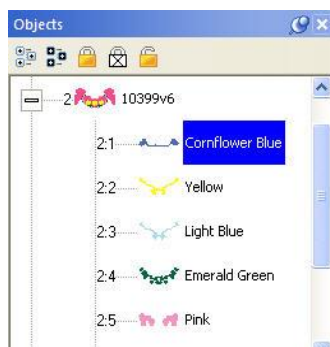 Objects
2 10399v6
2:1 Cornflower Blue
2:2 Yellow
2:3 Light Blue
2:4 Emerald Green
2:5 Pink